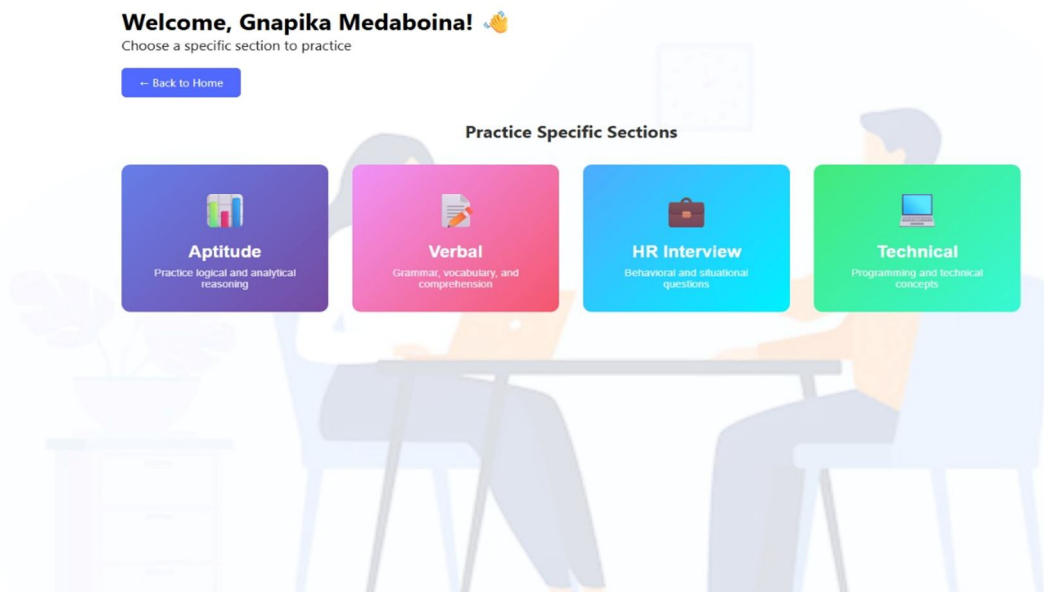 Welcome, Gnapika Medaboina! 👋
Choose a specific section to practice
← Back to Home
Practice Specific Sections
Aptitude
Practice logical and analytical
reasoning
Verbal
Grammar, vocabulary, and
comprehension
HR Interview
Behavioral and situational
questions
Technical
Programming and technical
concepts